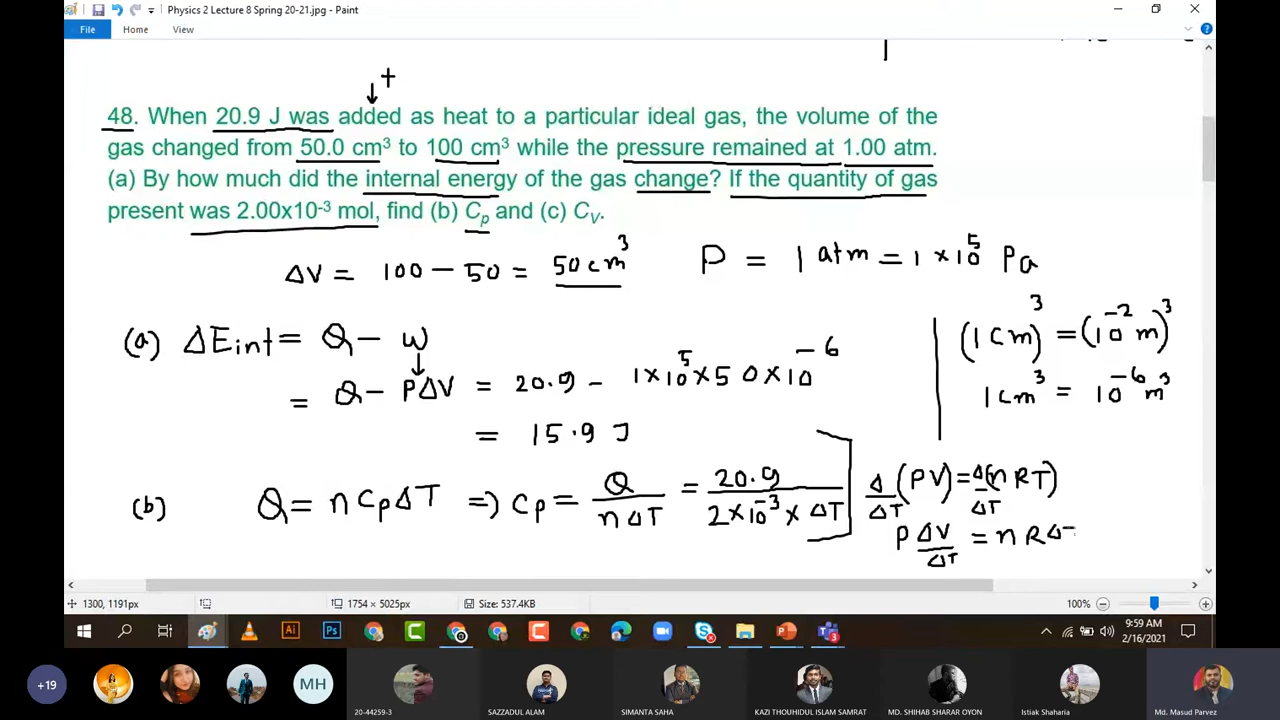 Physics 2 Lecture 8 Spring 20-21.jpg - Paint
File Home View
+
48. When 20.9 J was added as heat to a particular ideal gas, the volume of the
gas changed from 50.0 cm³ to 100 cm³ while the pressure remained at 1.00 atm.
(a) By how much did the internal energy of the gas change? If the quantity of gas
present was 2.00x10⁻³ mol, find (b) Cp and (c) CV.
ΔV = 100 - 50 = 50 cm³ P = 1 atm = 1 × 10⁵ Pa
(a) ΔEint = Q - W
= Q - PΔV = 20.9 - 1×10⁵×50×10⁻⁶
= 15.9 J
(1 cm)³ = (10⁻² m)³
1 cm³ = 10⁻⁶ m³
(b) Q = n Cp ΔT => Cp = Q / nΔT = 20.9 / 2×10⁻³ × ΔT
Δ/ΔT (PV) = Δ/ΔT (nRT)
P ΔV/ΔT = n R Δ
1300, 1191px 1754 × 5025px Size: 537.4KB 100%
9:59 AM
2/16/2021
+19 MH 20-44259-3 SAZZADUL ALAM SIMANTA SAHA KAZI THOUHIDUL ISLAM SAMRAT MD. SHIHAB SHARAR OYON Istiak Shaharia Md. Masud Parvez